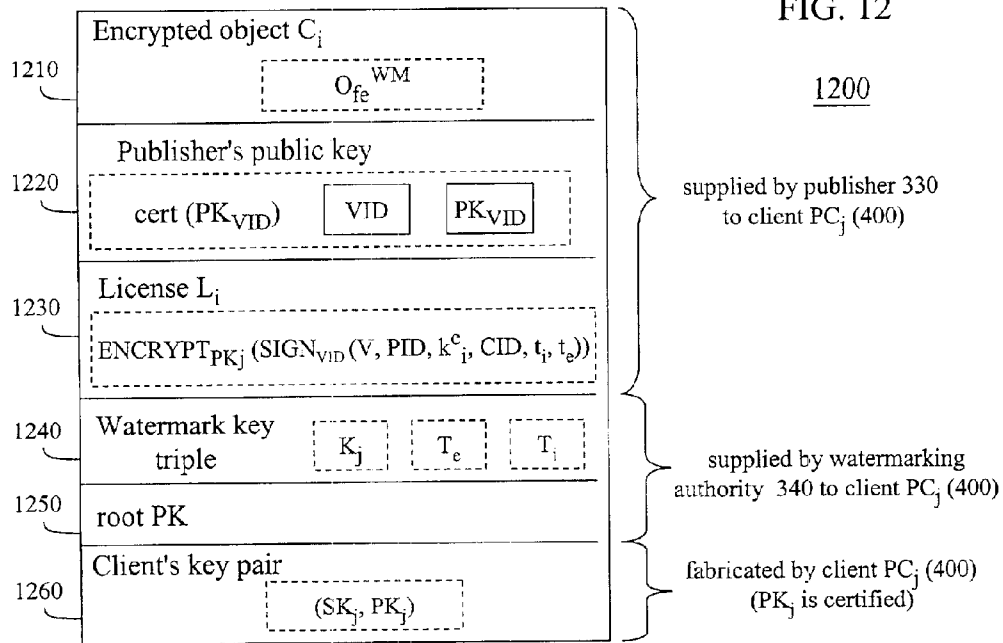 FIG. 12
1200
1210
Encrypted object C_i
O_fe^WM
1220
Publisher's public key
cert (PK_VID) VID PK_VID
1230
License L_i
ENCRYPT_PKj (SIGN_VID (V, PID, k^c_i, CID, t_i, t_e))
supplied by publisher 330
to client PC_j (400)
1240
Watermark key
triple
K_j T_e T_i
1250
root PK
supplied by watermarking
authority 340 to client PC_j (400)
1260
Client's key pair
(SK_j, PK_j)
fabricated by client PC_j (400)
(PK_j is certified)